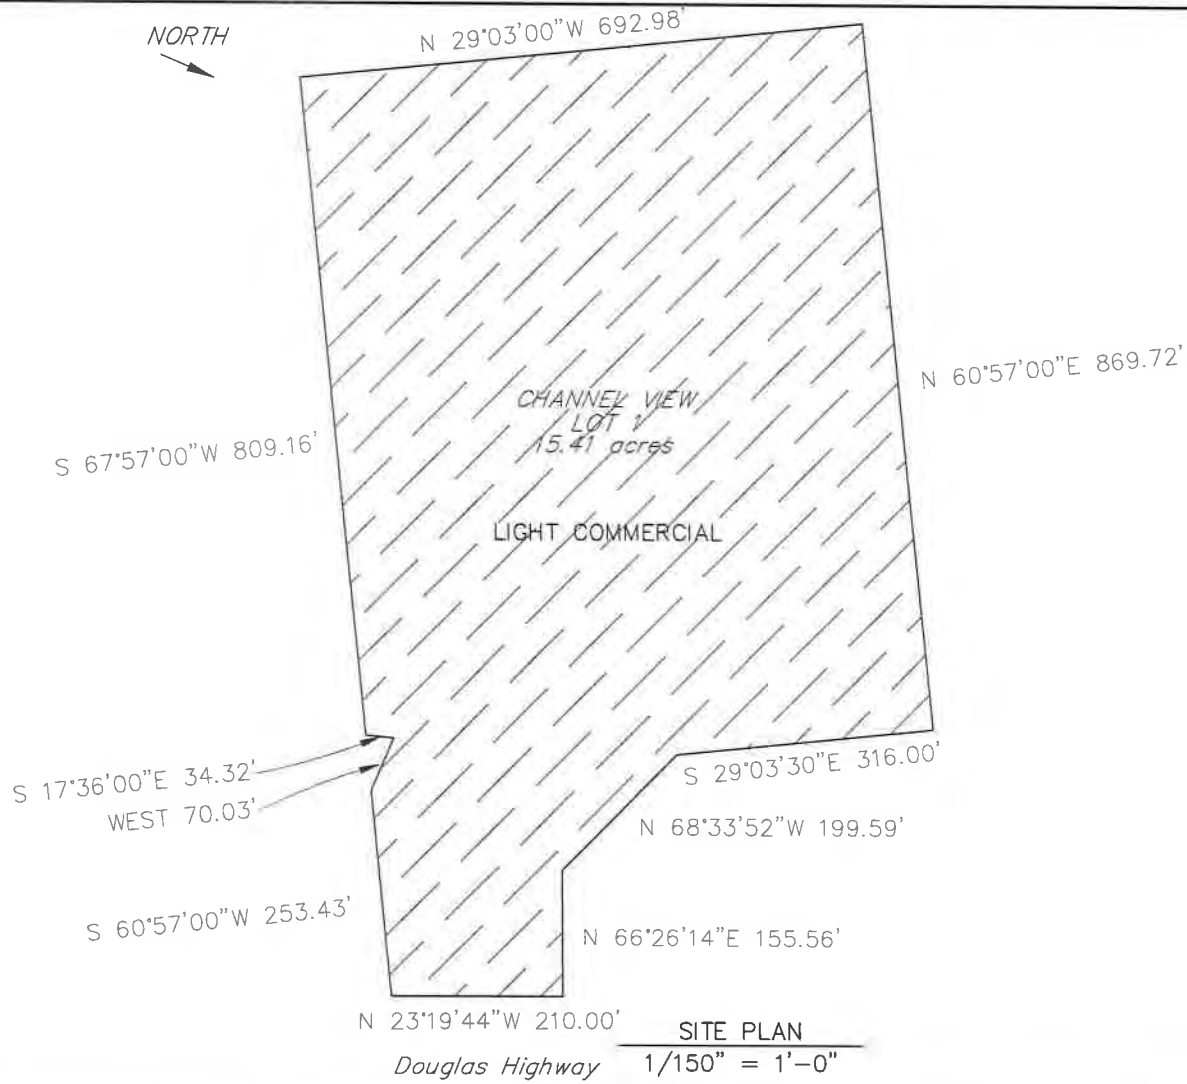 NORTH
N 29°03'00"W 692.98'
N 60°57'00"E 869.72'
CHANNEL VIEW
LOT 1
15.41 acres
S 67°57'00"W 809.16'
LIGHT COMMERCIAL
S 29°03'30"E 316.00'
S 17°36'00"E 34.32'
WEST 70.03'
N 68°33'52"W 199.59'
S 60°57'00"W 253.43'
N 66°26'14"E 155.56'
N 23°19'44"W 210.00'
SITE PLAN
Douglas Highway
1/150" = 1'-0"